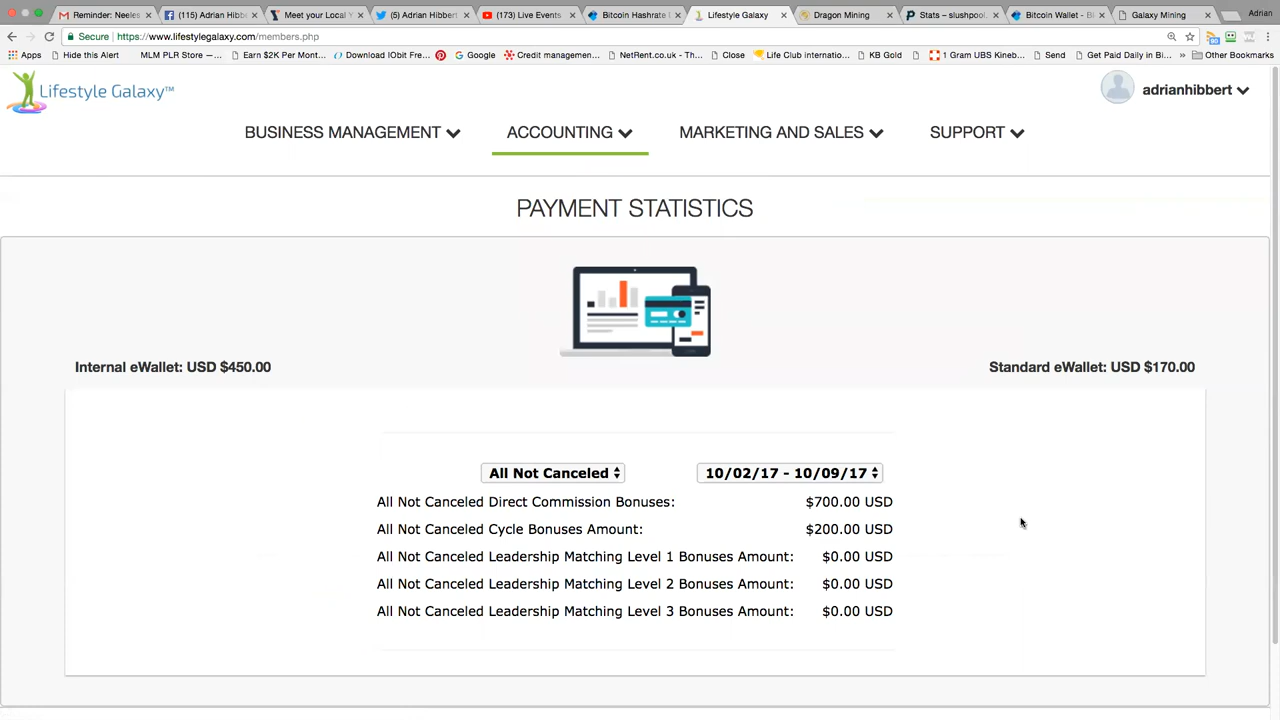 Reminder: Neeles
(115) Adrian Hibb
Meet your Local Y
(5) Adrian Hibbert
(173) Live Events
Bitcoin Hashrate
Lifestyle Galaxy
Dragon Mining
Stats – slushpool.
Bitcoin Wallet - Bi
Galaxy Mining
Adrian
Secure
https://www.lifestylegalaxy.com/members.php
Apps
Hide this Alert
MLM PLR Store –...
Earn $2K Per Mont...
Download IObit Fre...
Google
Credit managemen...
NetRent.co.uk - Th...
Close
Life Club internatio...
KB Gold
1 Gram UBS Kineb...
Send
Get Paid Daily in Bi...
Other Bookmarks
Lifestyle Galaxy™
adrianhibbert
BUSINESS MANAGEMENT
ACCOUNTING
MARKETING AND SALES
SUPPORT
PAYMENT STATISTICS
Internal eWallet: USD $450.00
Standard eWallet: USD $170.00
All Not Canceled
10/02/17 - 10/09/17
All Not Canceled Direct Commission Bonuses: $700.00 USD
All Not Canceled Cycle Bonuses Amount: $200.00 USD
All Not Canceled Leadership Matching Level 1 Bonuses Amount: $0.00 USD
All Not Canceled Leadership Matching Level 2 Bonuses Amount: $0.00 USD
All Not Canceled Leadership Matching Level 3 Bonuses Amount: $0.00 USD